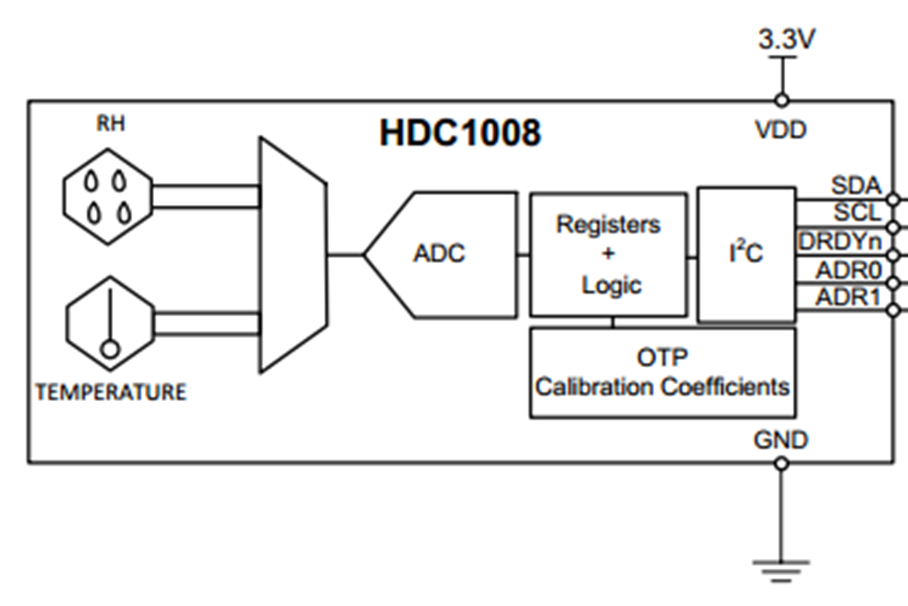 3.3V
RH
HDC1008
VDD
SDA
SCL
DRDYn
ADR0
ADR1
Registers
+
Logic
ADC
I²C
TEMPERATURE
OTP
Calibration Coefficients
GND